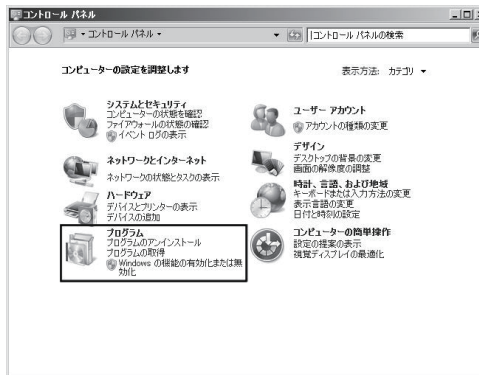 コントロール パネル
コントロール パネル
コントロール パネルの検索
コンピューターの設定を調整します
表示方法: カテゴリ
システムとセキュリティ
コンピューターの状態を確認
ファイアウォールの状態の確認
イベント ログの表示
ネットワークとインターネット
ネットワークの状態とタスクの表示
ハードウェア
デバイスとプリンターの表示
デバイスの追加
プログラム
プログラムのアンインストール
プログラムの取得
Windows の機能の有効化または無
効化
ユーザー アカウント
アカウントの種類の変更
デザイン
デスクトップの背景の変更
画面の解像度の調整
時計、言語、および地域
キーボードまたは入力方法の変更
表示言語の変更
日付と時刻の設定
コンピューターの簡単操作
設定の提案の表示
視覚ディスプレイの最適化